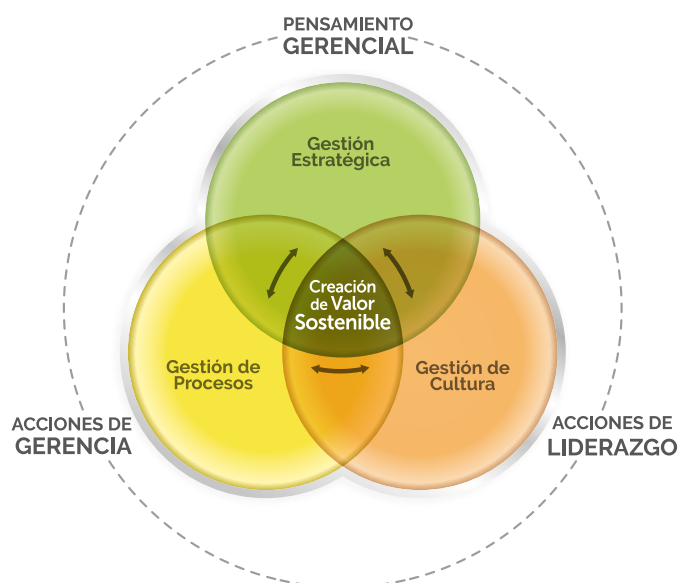 PENSAMIENTO
GERENCIAL
Gestión
Estratégica
Creación
de Valor
Sostenible
Gestión de
Procesos
Gestión de
Cultura
ACCIONES DE
GERENCIA
ACCIONES DE
LIDERAZGO